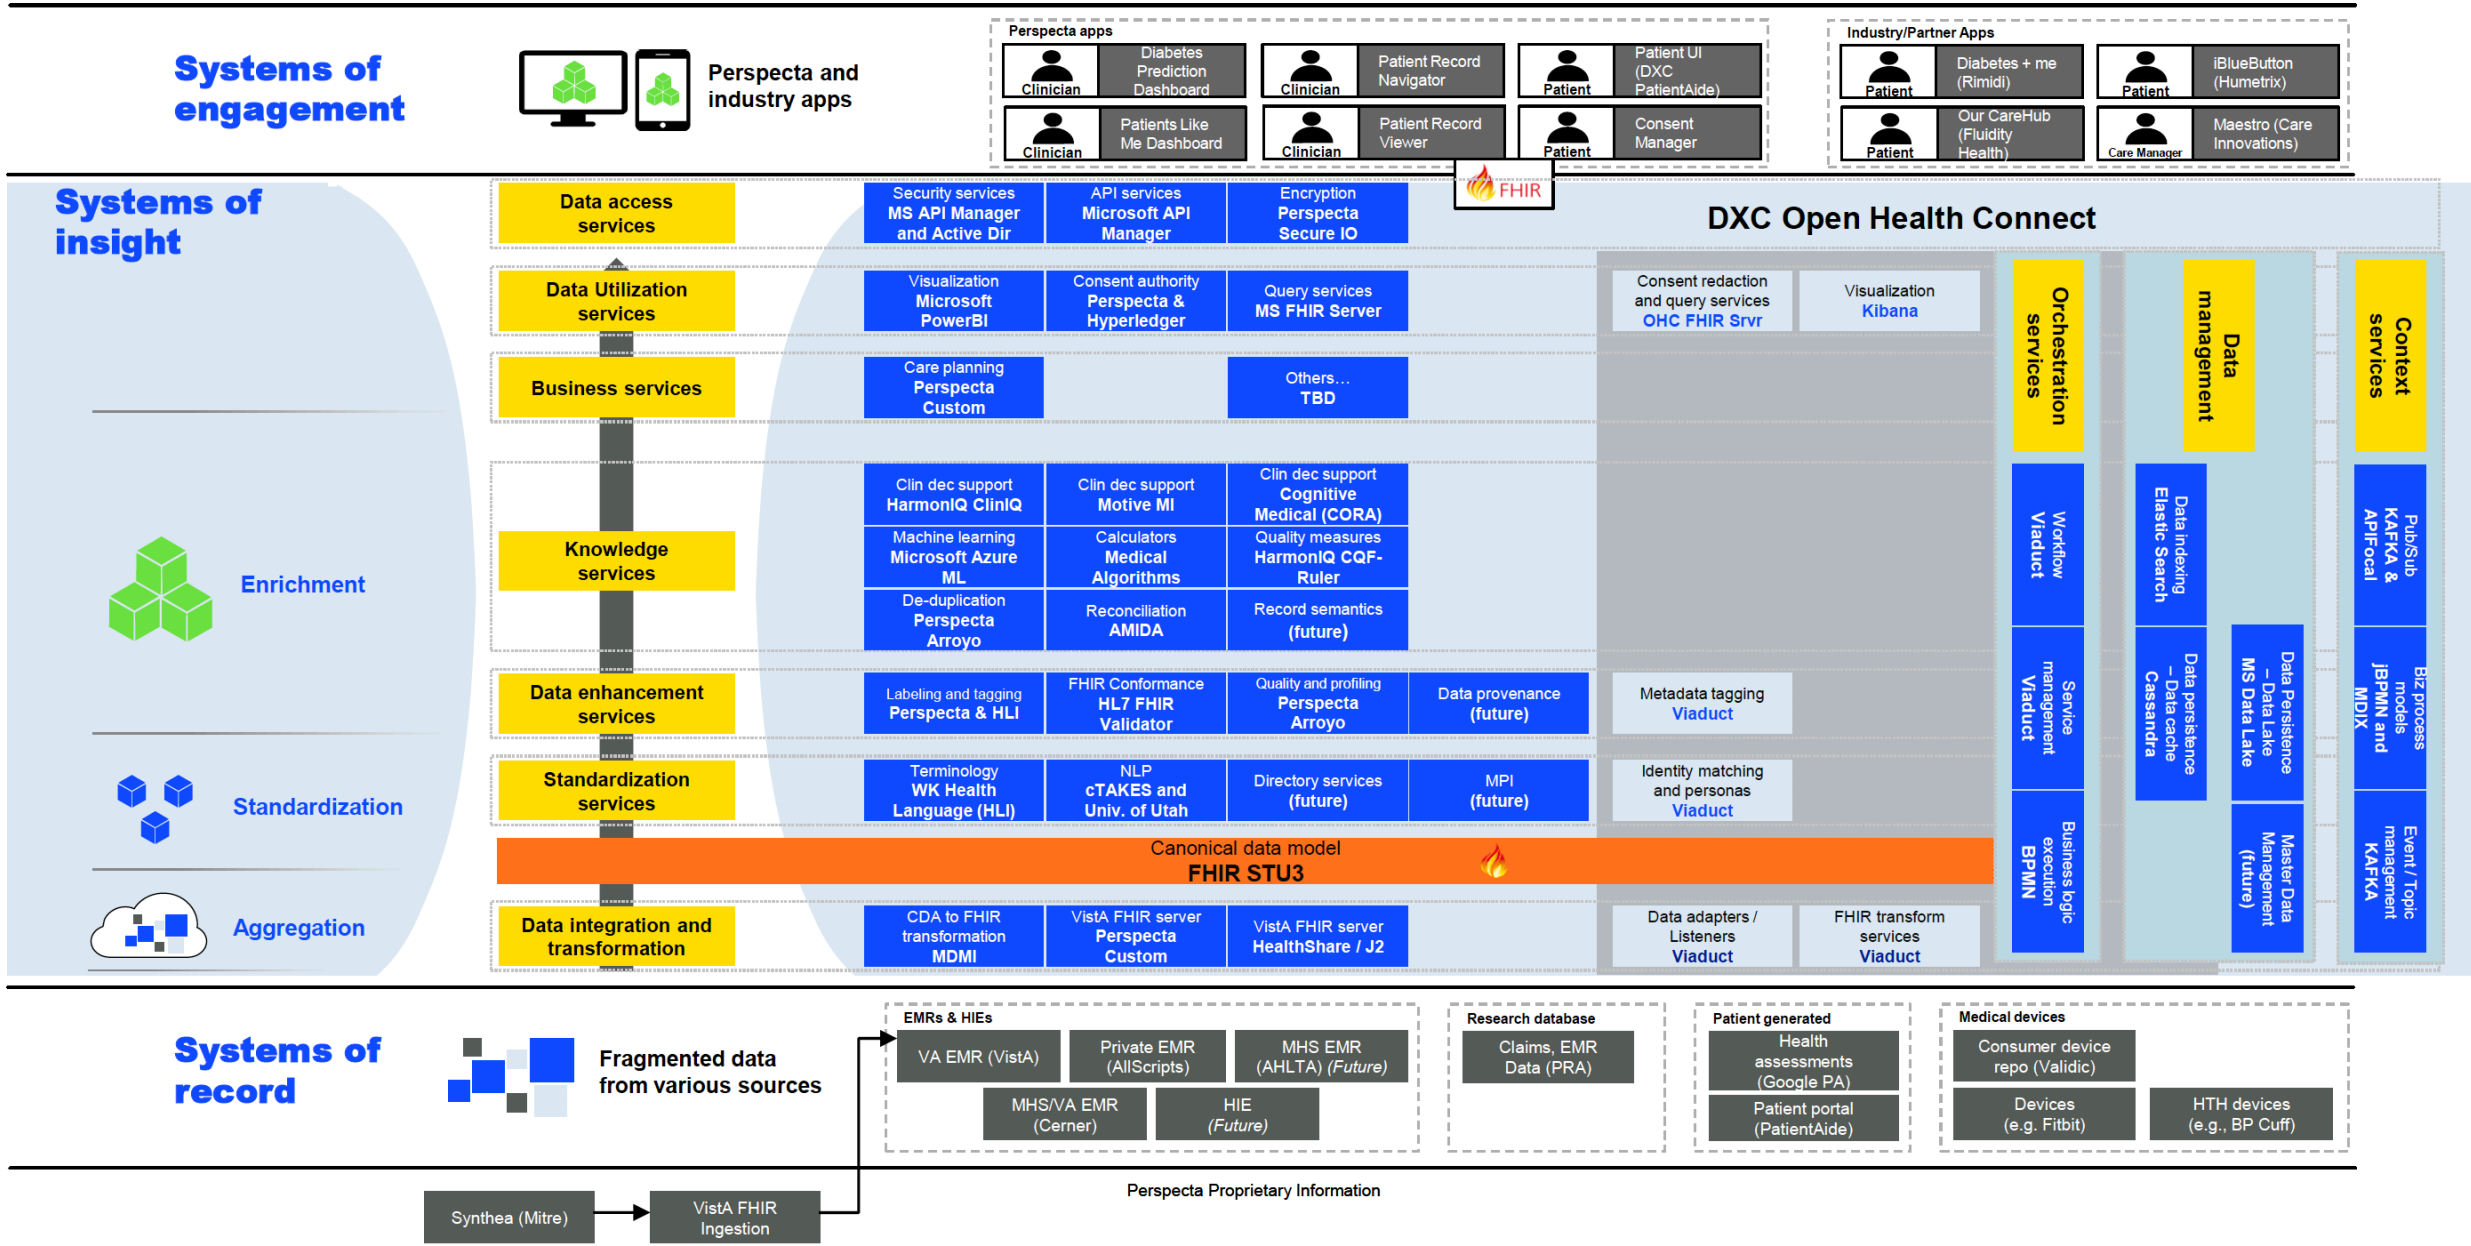 Systems of
engagement
Perspecta and
industry apps
Perspecta apps
Clinician
Diabetes
Prediction
Dashboard
Clinician
Patient Record
Navigator
Patient
Patient UI
(DXC
PatientAide)
Clinician
Patients Like
Me Dashboard
Clinician
Patient Record
Viewer
Patient
Consent
Manager
Industry/Partner Apps
Patient
Diabetes + me
(Rimidi)
Patient
iBlueButton
(Humetrix)
Patient
Our CareHub
(Fluidity
Health)
Care Manager
Maestro (Care
Innovations)
FHIR
Systems of
insight
DXC Open Health Connect
Data access
services
Security services
MS API Manager
and Active Dir
API services
Microsoft API
Manager
Encryption
Perspecta
Secure IO
Data Utilization
services
Visualization
Microsoft
PowerBI
Consent authority
Perspecta &
Hyperledger
Query services
MS FHIR Server
Consent redaction
and query services
OHC FHIR Srvr
Visualization
Kibana
Business services
Care planning
Perspecta
Custom
Others…
TBD
Enrichment
Knowledge
services
Clin dec support
HarmonIQ ClinIQ
Clin dec support
Motive MI
Clin dec support
Cognitive
Medical (CORA)
Machine learning
Microsoft Azure
ML
Calculators
Medical
Algorithms
Quality measures
HarmonIQ CQF-
Ruler
De-duplication
Perspecta
Arroyo
Reconciliation
AMIDA
Record semantics
(future)
Data enhancement
services
Labeling and tagging
Perspecta & HLI
FHIR Conformance
HL7 FHIR
Validator
Quality and profiling
Perspecta
Arroyo
Data provenance
(future)
Metadata tagging
Viaduct
Standardization
Standardization
services
Terminology
WK Health
Language (HLI)
NLP
cTAKES and
Univ. of Utah
Directory services
(future)
MPI
(future)
Identity matching
and personas
Viaduct
Canonical data model
FHIR STU3
Aggregation
Data integration and
transformation
CDA to FHIR
transformation
MDMI
VistA FHIR server
Perspecta
Custom
VistA FHIR server
HealthShare / J2
Data adapters /
Listeners
Viaduct
FHIR transform
services
Viaduct
Orchestration
services
Workflow
Viaduct
Service
management
Viaduct
Business logic
execution
BPMN
Data
management
Data indexing
Elastic Search
Data persistence
– Data cache
Cassandra
Data Persistence
– Data Lake
MS Data Lake
Master Data
Management
(future)
Context
services
Pub/Sub
KAFKA &
APIFocal
Biz process
models
jBPMN and
MDIX
Event / Topic
management
KAFKA
Systems of
record
Fragmented data
from various sources
EMRs & HIEs
VA EMR (VistA)
Private EMR
(AllScripts)
MHS EMR
(AHLTA) (Future)
MHS/VA EMR
(Cerner)
HIE
(Future)
Research database
Claims, EMR
Data (PRA)
Patient generated
Health
assessments
(Google PA)
Patient portal
(PatientAide)
Medical devices
Consumer device
repo (Validic)
Devices
(e.g. Fitbit)
HTH devices
(e.g., BP Cuff)
Perspecta Proprietary Information
Synthea (Mitre)
VistA FHIR
Ingestion